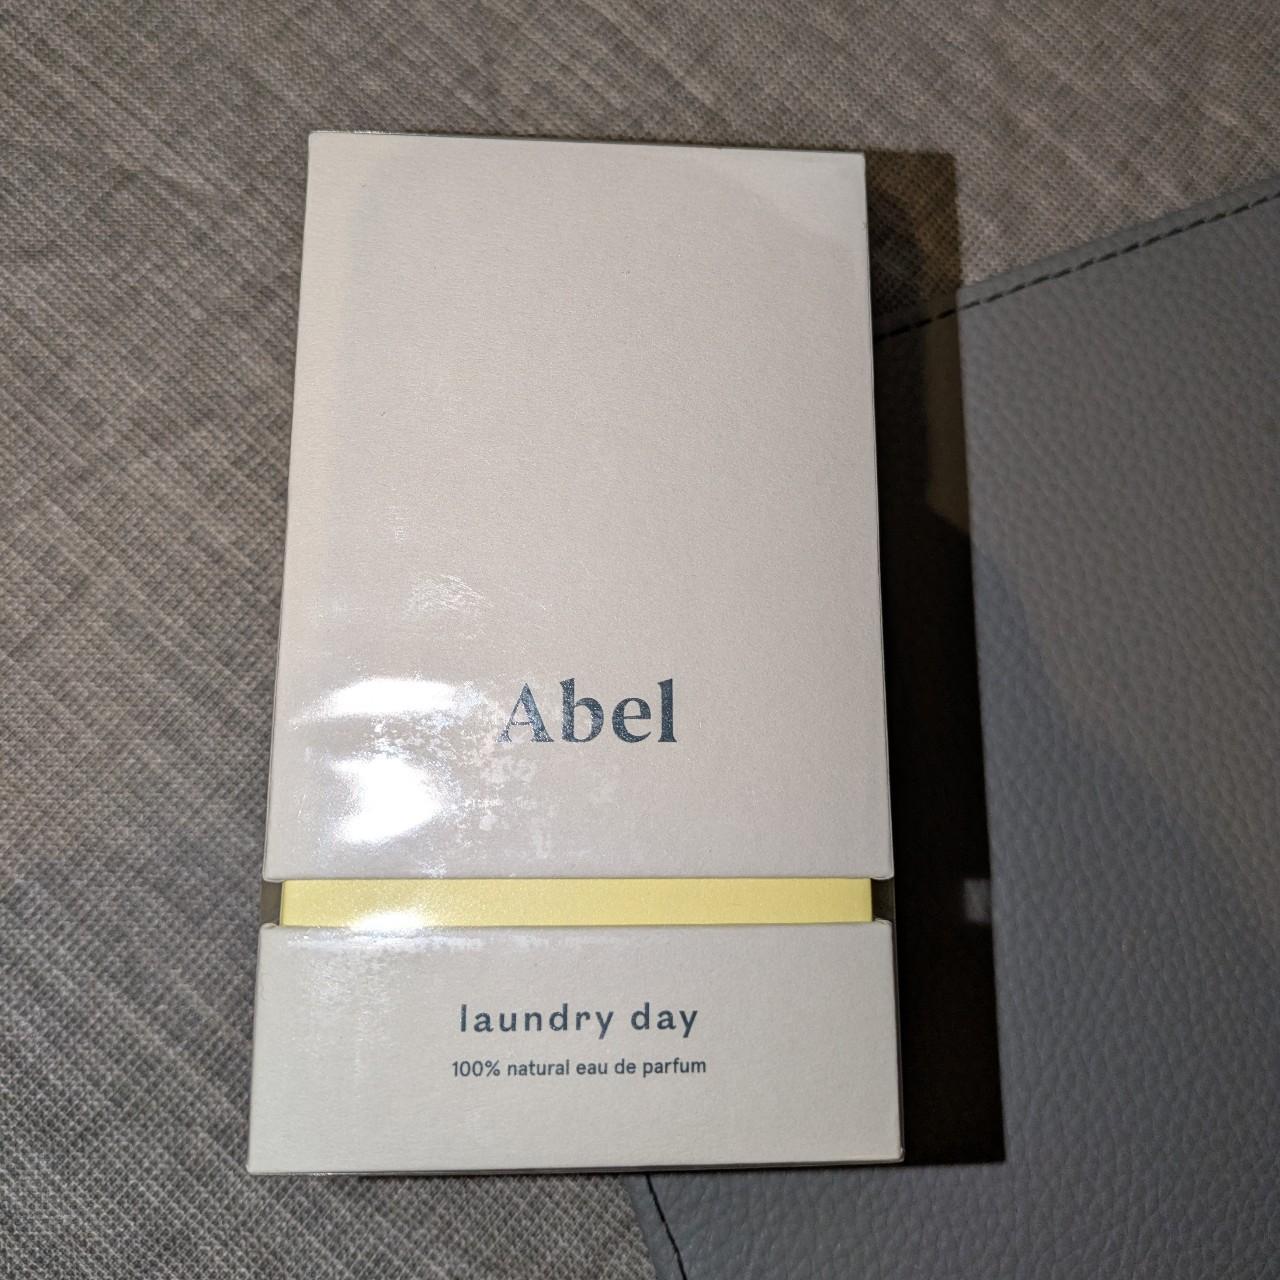 Abel
laundry day
100% natural eau de parfum